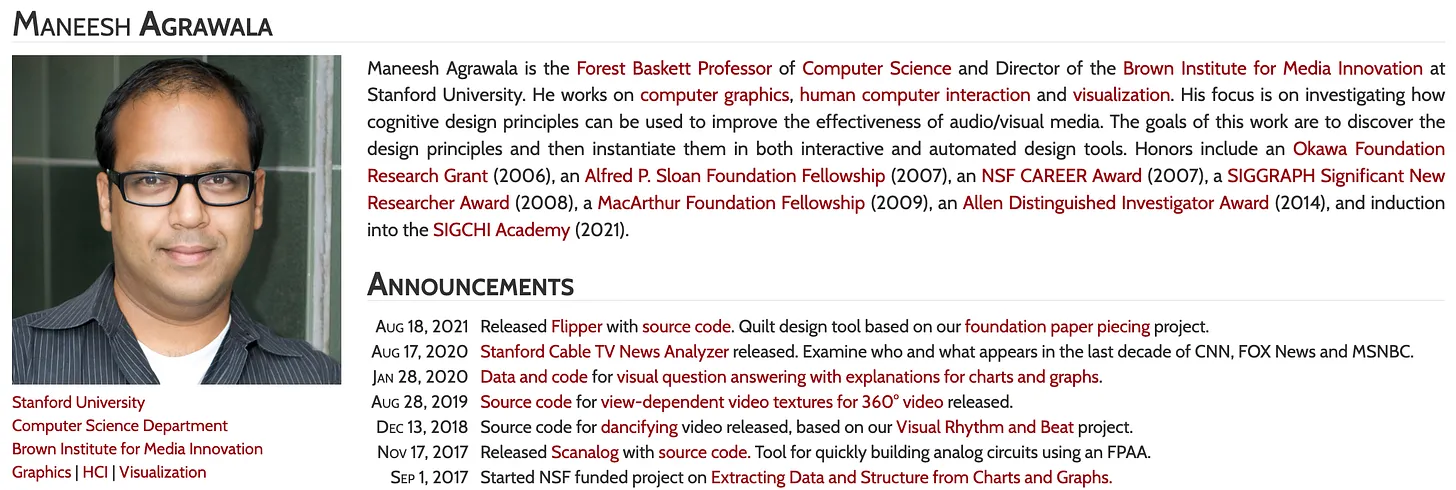 Maneesh Agrawala
Maneesh Agrawala is the Forest Baskett Professor of Computer Science and Director of the Brown Institute for Media Innovation at
Stanford University. He works on computer graphics, human computer interaction and visualization. His focus is on investigating how
cognitive design principles can be used to improve the effectiveness of audio/visual media. The goals of this work are to discover the
design principles and then instantiate them in both interactive and automated design tools. Honors include an Okawa Foundation
Research Grant (2006), an Alfred P. Sloan Foundation Fellowship (2007), an NSF CAREER Award (2007), a SIGGRAPH Significant New
Researcher Award (2008), a MacArthur Foundation Fellowship (2009), an Allen Distinguished Investigator Award (2014), and induction
into the SIGCHI Academy (2021).
Announcements
Aug 18, 2021 Released Flipper with source code. Quilt design tool based on our foundation paper piecing project.
Aug 17, 2020 Stanford Cable TV News Analyzer released. Examine who and what appears in the last decade of CNN, FOX News and MSNBC.
Jan 28, 2020 Data and code for visual question answering with explanations for charts and graphs.
Aug 28, 2019 Source code for view-dependent video textures for 360° video released.
Dec 13, 2018 Source code for dancifying video released, based on our Visual Rhythm and Beat project.
Nov 17, 2017 Released Scanalog with source code. Tool for quickly building analog circuits using an FPAA.
Sep 1, 2017 Started NSF funded project on Extracting Data and Structure from Charts and Graphs.
Stanford University
Computer Science Department
Brown Institute for Media Innovation
Graphics | HCI | Visualization